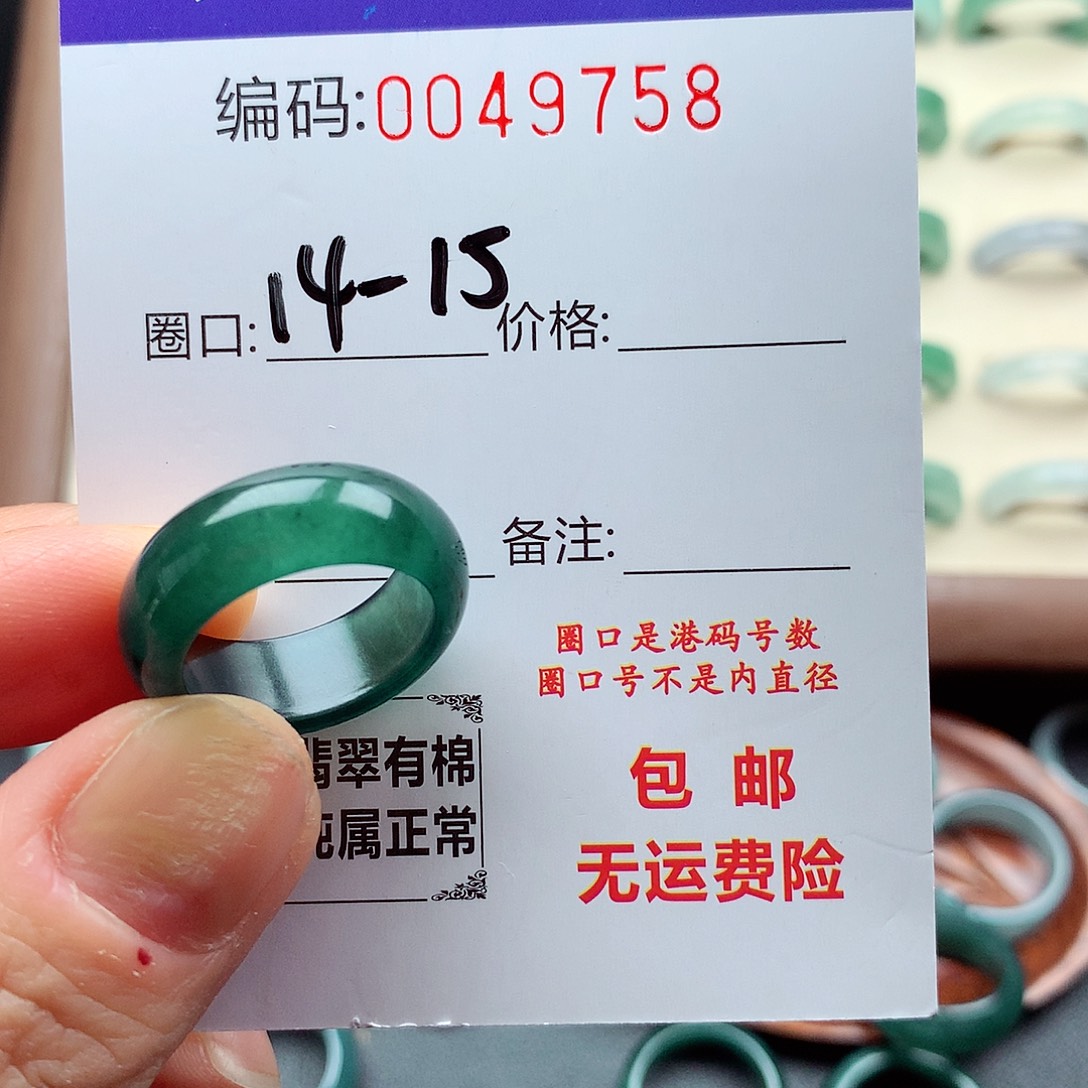 编码:0049758
圈口:14-15 价格:
备注:
圈口是港码号数
圈口号不是内直径
翡翠有棉
纯属正常
包 邮
无运费险